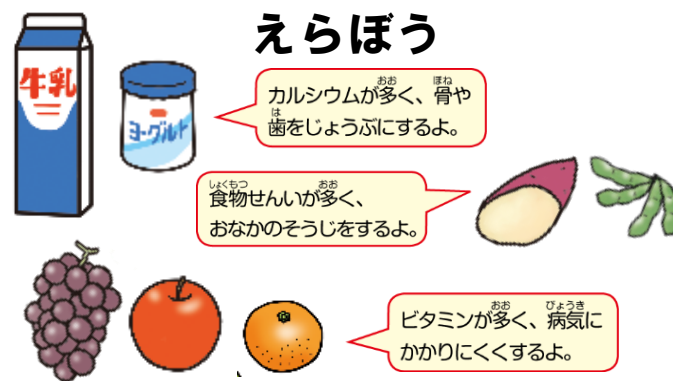 えらぼう
牛乳
ヨーグルト
カルシウムが多く、骨や
歯をじょうぶにするよ。
食物せんいが多く、
おなかのそうじをするよ。
ビタミンが多く、病気に
かかりにくくするよ。